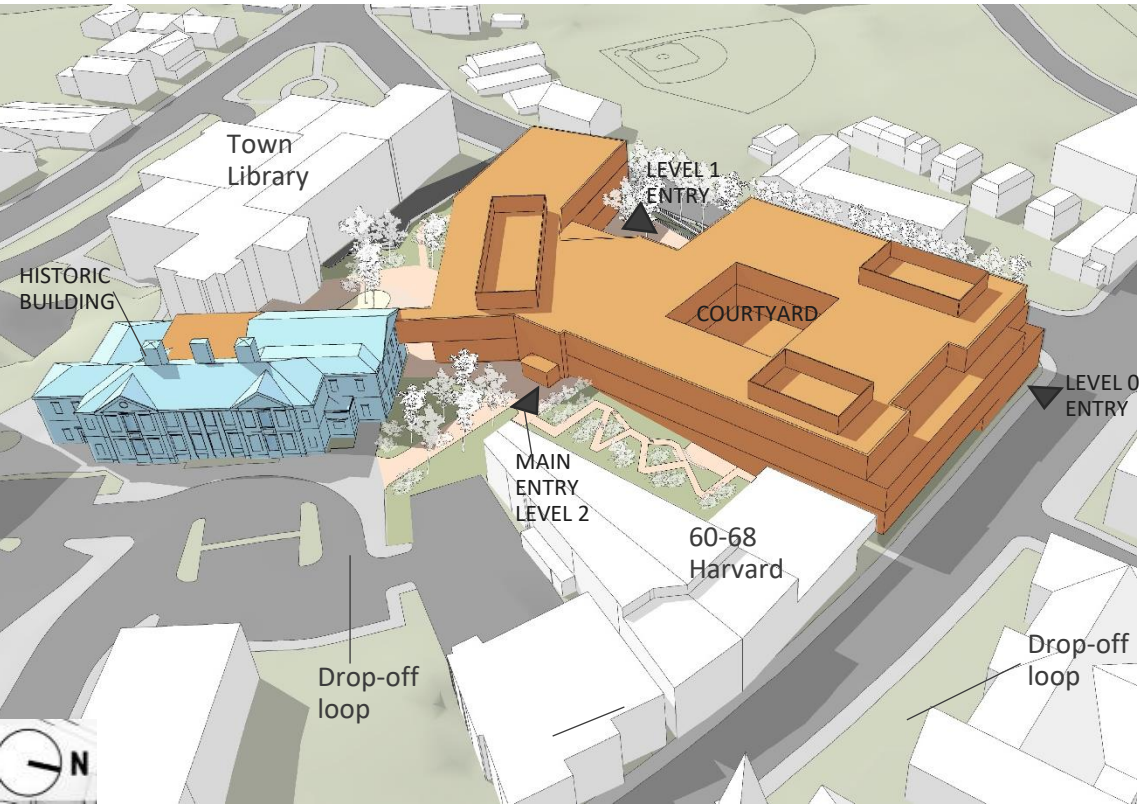 Town
Library
LEVEL 1
ENTRY
HISTORIC
BUILDING
COURTYARD
LEVEL 0
ENTRY
MAIN
ENTRY
LEVEL 2
60-68
Harvard
Drop-off
loop
Drop-off
loop
N